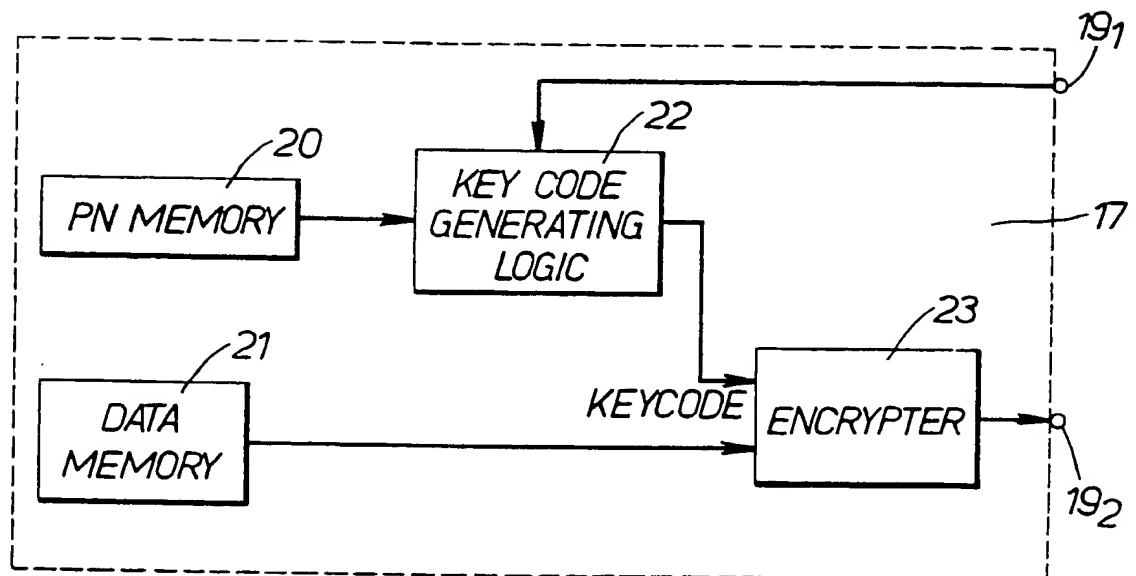 19₁
22
20
KEY CODE
GENERATING
LOGIC
PN MEMORY
17
23
21
KEYCODE
DATA
MEMORY
ENCRYPTER
19₂